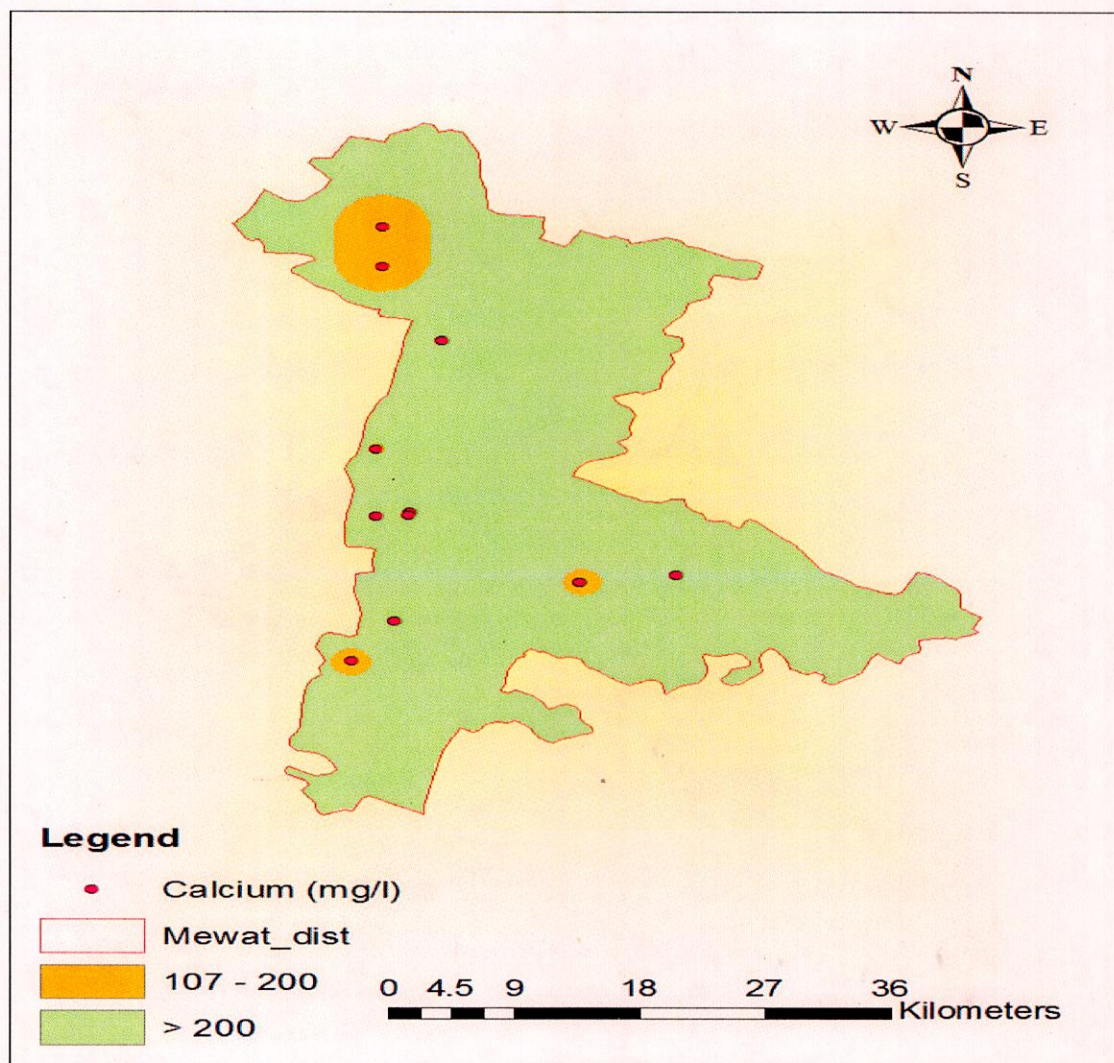 N
W E
S
Legend
Calcium (mg/l)
Mewat_dist
107 - 200
> 200
0 4.5 9 18 27 36
Kilometers